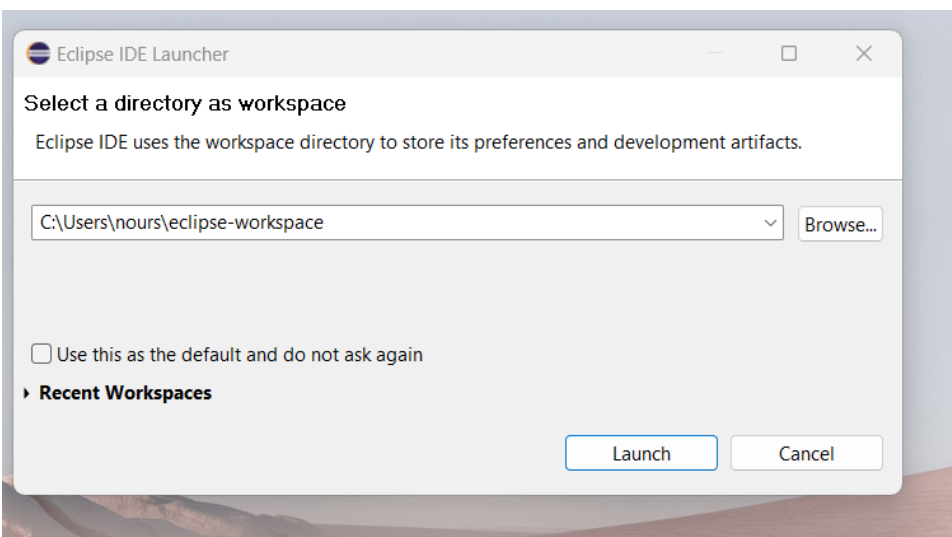 Eclipse IDE Launcher
Select a directory as workspace
Eclipse IDE uses the workspace directory to store its preferences and development artifacts.
C:\Users\nours\eclipse-workspace
Browse...
Use this as the default and do not ask again
Recent Workspaces
Launch
Cancel